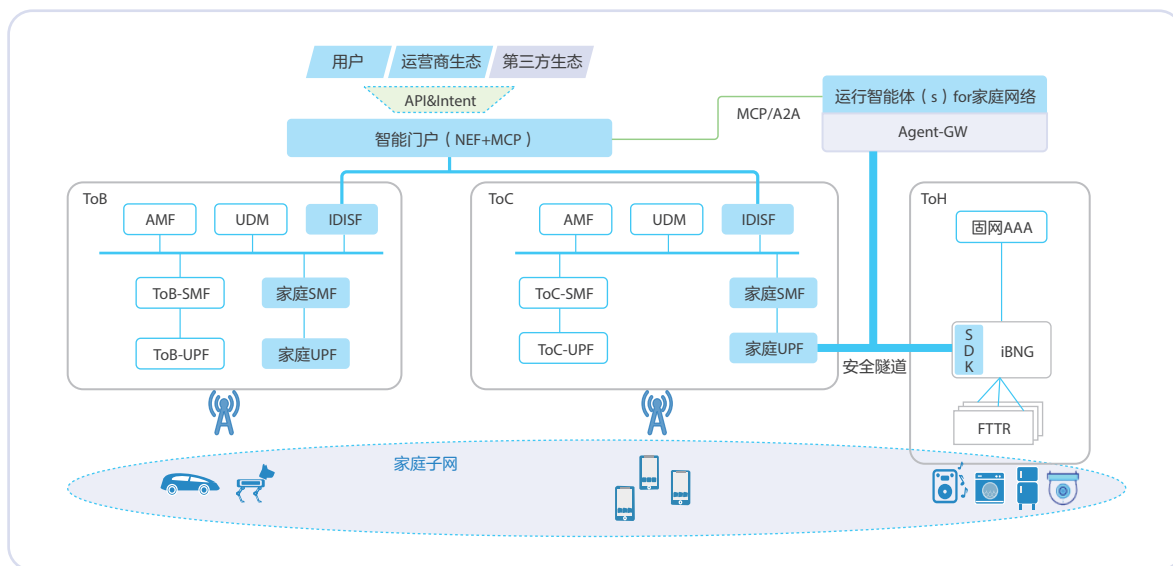 用户
运营商生态
第三方生态
API&Intent
智能门户（NEF+MCP）
MCP/A2A
运行智能体（s）for家庭网络
Agent-GW
ToB
AMF
UDM
IDISF
ToB-SMF
家庭SMF
ToB-UPF
家庭UPF
ToC
AMF
UDM
IDISF
ToC-SMF
家庭SMF
ToC-UPF
家庭UPF
安全隧道
ToH
固网AAA
SDK
iBNG
FTTR
家庭子网